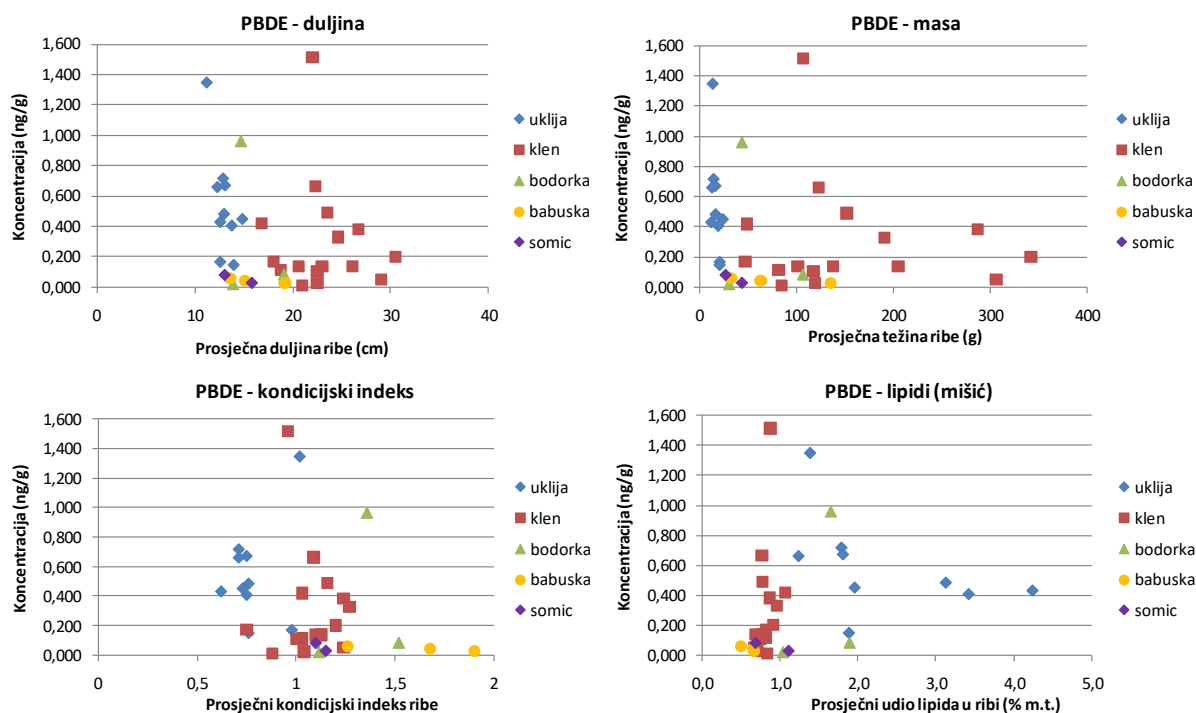 PBDE - duljina
Koncentracija (ng/g)
1,600
1,400
1,200
1,000
0,800
0,600
0,400
0,200
0,000
0
10
20
30
40
Prosječna duljina ribe (cm)
uklija
klen
bodorka
babuska
somic
PBDE - masa
Koncentracija (ng/g)
1,600
1,400
1,200
1,000
0,800
0,600
0,400
0,200
0,000
0
100
200
300
400
Prosječna težina ribe (g)
uklija
klen
bodorka
babuska
somic
PBDE - kondicijski indeks
Koncentracija (ng/g)
1,600
1,400
1,200
1,000
0,800
0,600
0,400
0,200
0,000
0
0,5
1
1,5
2
Prosječni kondicijski indeks ribe
uklija
klen
bodorka
babuska
somic
PBDE - lipidi (mišić)
Koncentracija (ng/g)
1,600
1,400
1,200
1,000
0,800
0,600
0,400
0,200
0,000
0,0
1,0
2,0
3,0
4,0
5,0
Prosječni udio lipida u ribi (% m.t.)
uklija
klen
bodorka
babuska
somic